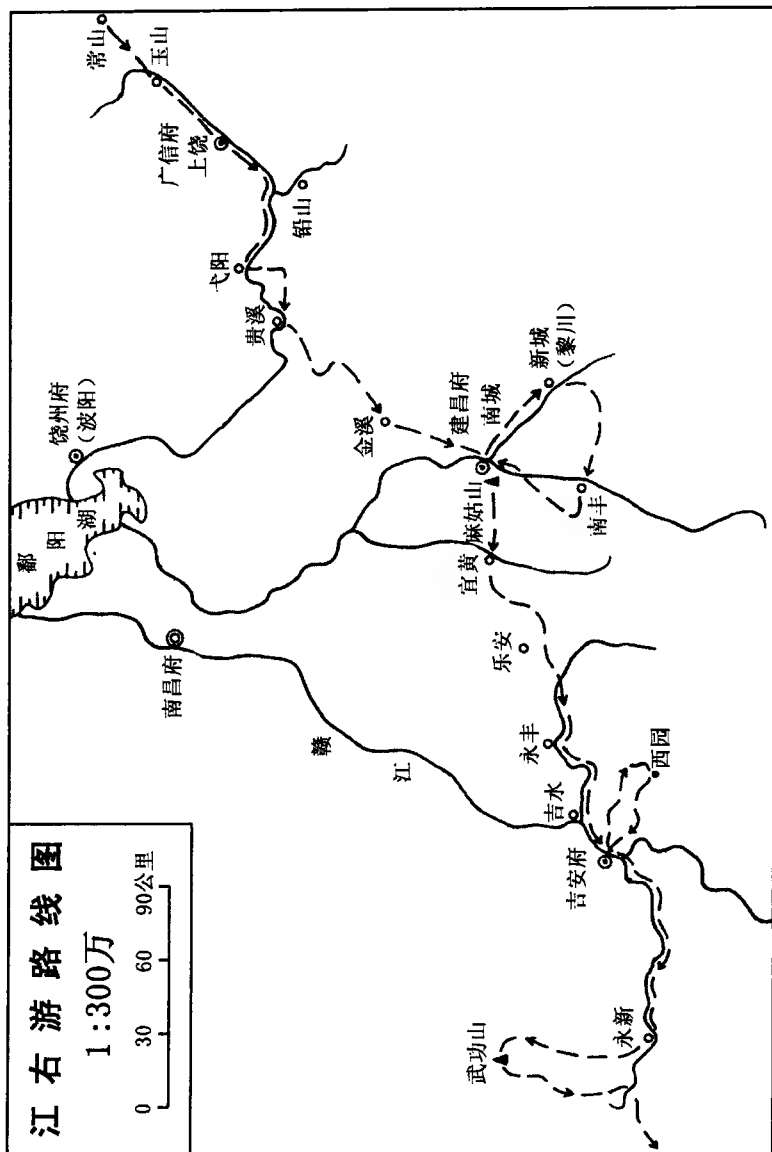 江右游路线图
1:300万
0 30 60 90公里
常山
玉山
广信府
上饶
铅山
弋阳
贵溪
饶州府
(波阳)
鄱阳湖
南昌府
金溪
建昌府
南城
新城
(黎川)
麻姑山
南丰
宜黄
乐安
赣江
永丰
吉水
西园
吉安府
永新
武功山